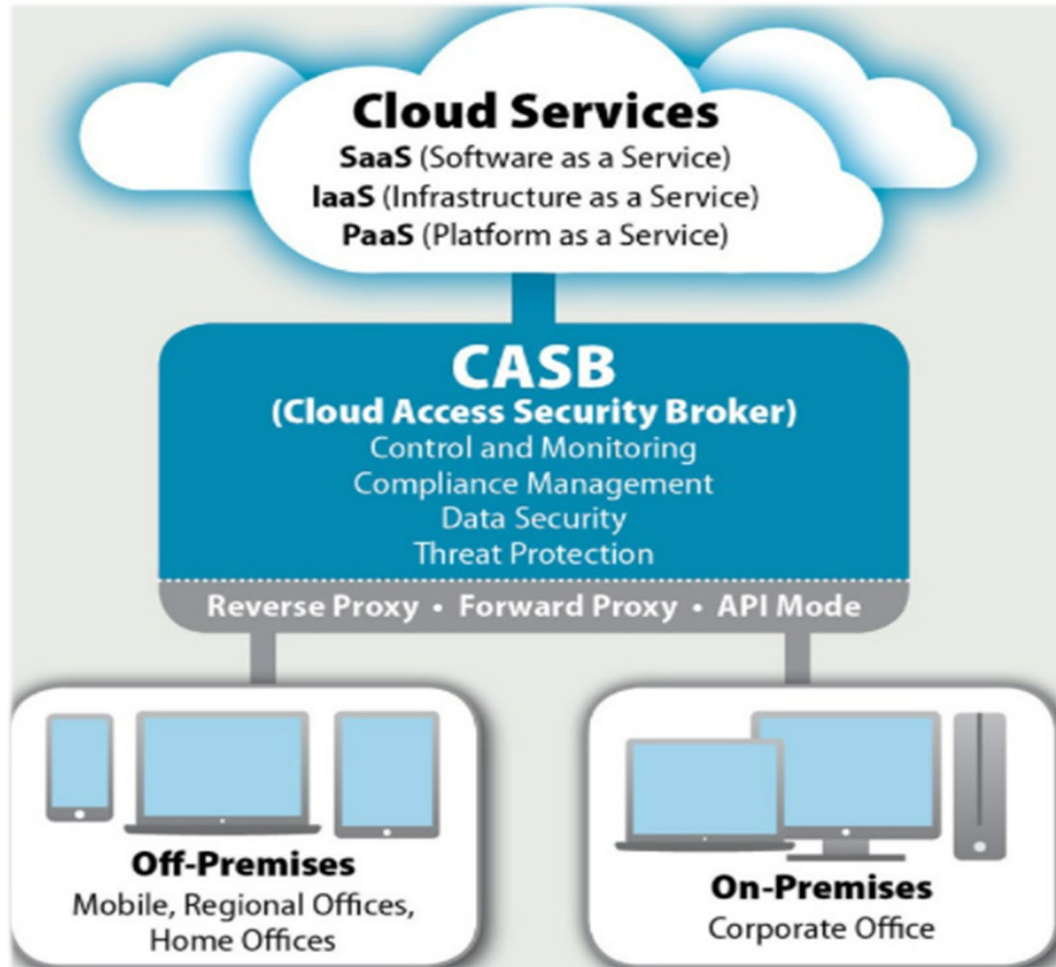 Cloud Services
SaaS (Software as a Service)
IaaS (Infrastructure as a Service)
PaaS (Platform as a Service)
CASB
(Cloud Access Security Broker)
Control and Monitoring
Compliance Management
Data Security
Threat Protection
Reverse Proxy • Forward Proxy • API Mode
Off-Premises
Mobile, Regional Offices,
Home Offices
On-Premises
Corporate Office